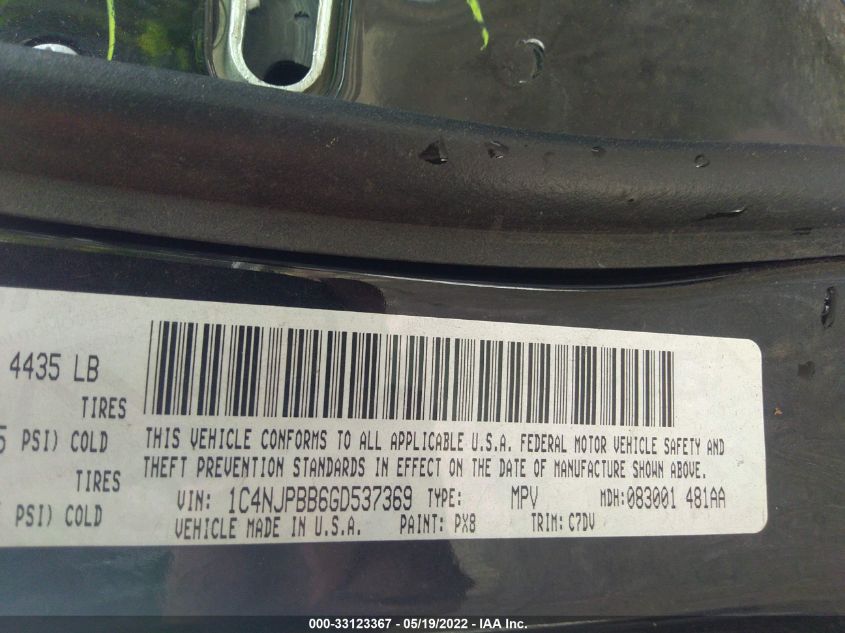 4435 LB
TIRES
PSI) COLD
TIRES
PSI) COLD
THIS VEHICLE CONFORMS TO ALL APPLICABLE U.S.A. FEDERAL MOTOR VEHICLE SAFETY AND
THEFT PREVENTION STANDARDS IN EFFECT ON THE DATE OF MANUFACTURE SHOWN ABOVE.
VIN: 1C4NJPBB6GD537369 TYPE: MPV MDH:083001 481AA
VEHICLE MADE IN U.S.A. PAINT: PX8 TRIM: C7DV
000-33123367 - 05/19/2022 - IAA Inc.